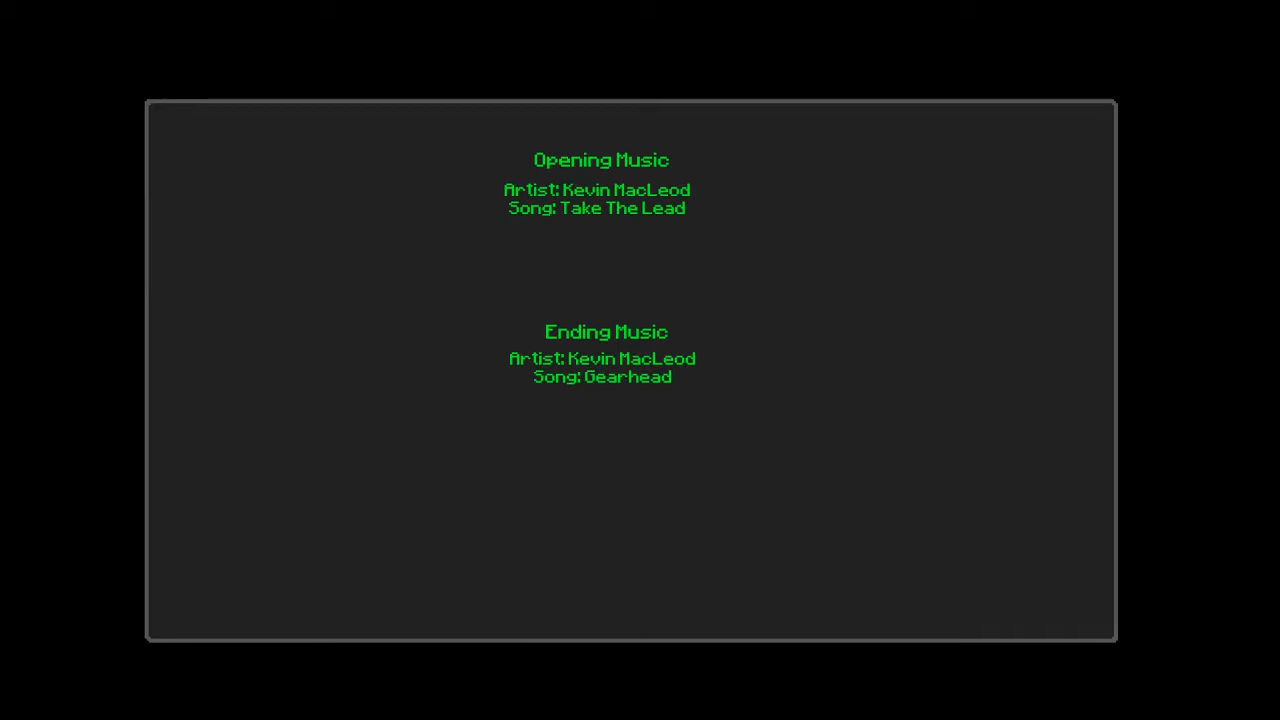 Opening Music
Artist: Kevin MacLeod
Song: Take The Lead
Ending Music
Artist: Kevin MacLeod
Song: Gearhead